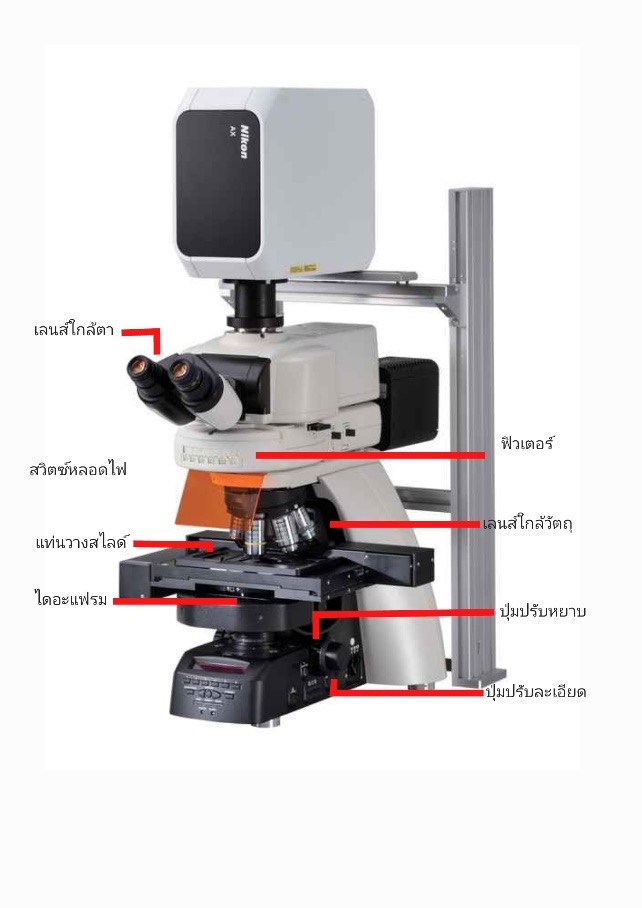 Nikon
AX
เลนส์ใกล้ตา
ฟิวเตอร์
สวิตซ์หลอดไฟ
เลนส์ใกล้วัตถุ
แท่นวางสไลด์
ไดอะแฟรม
ปุ่มปรับหยาบ
ปุ่มปรับละเอียด